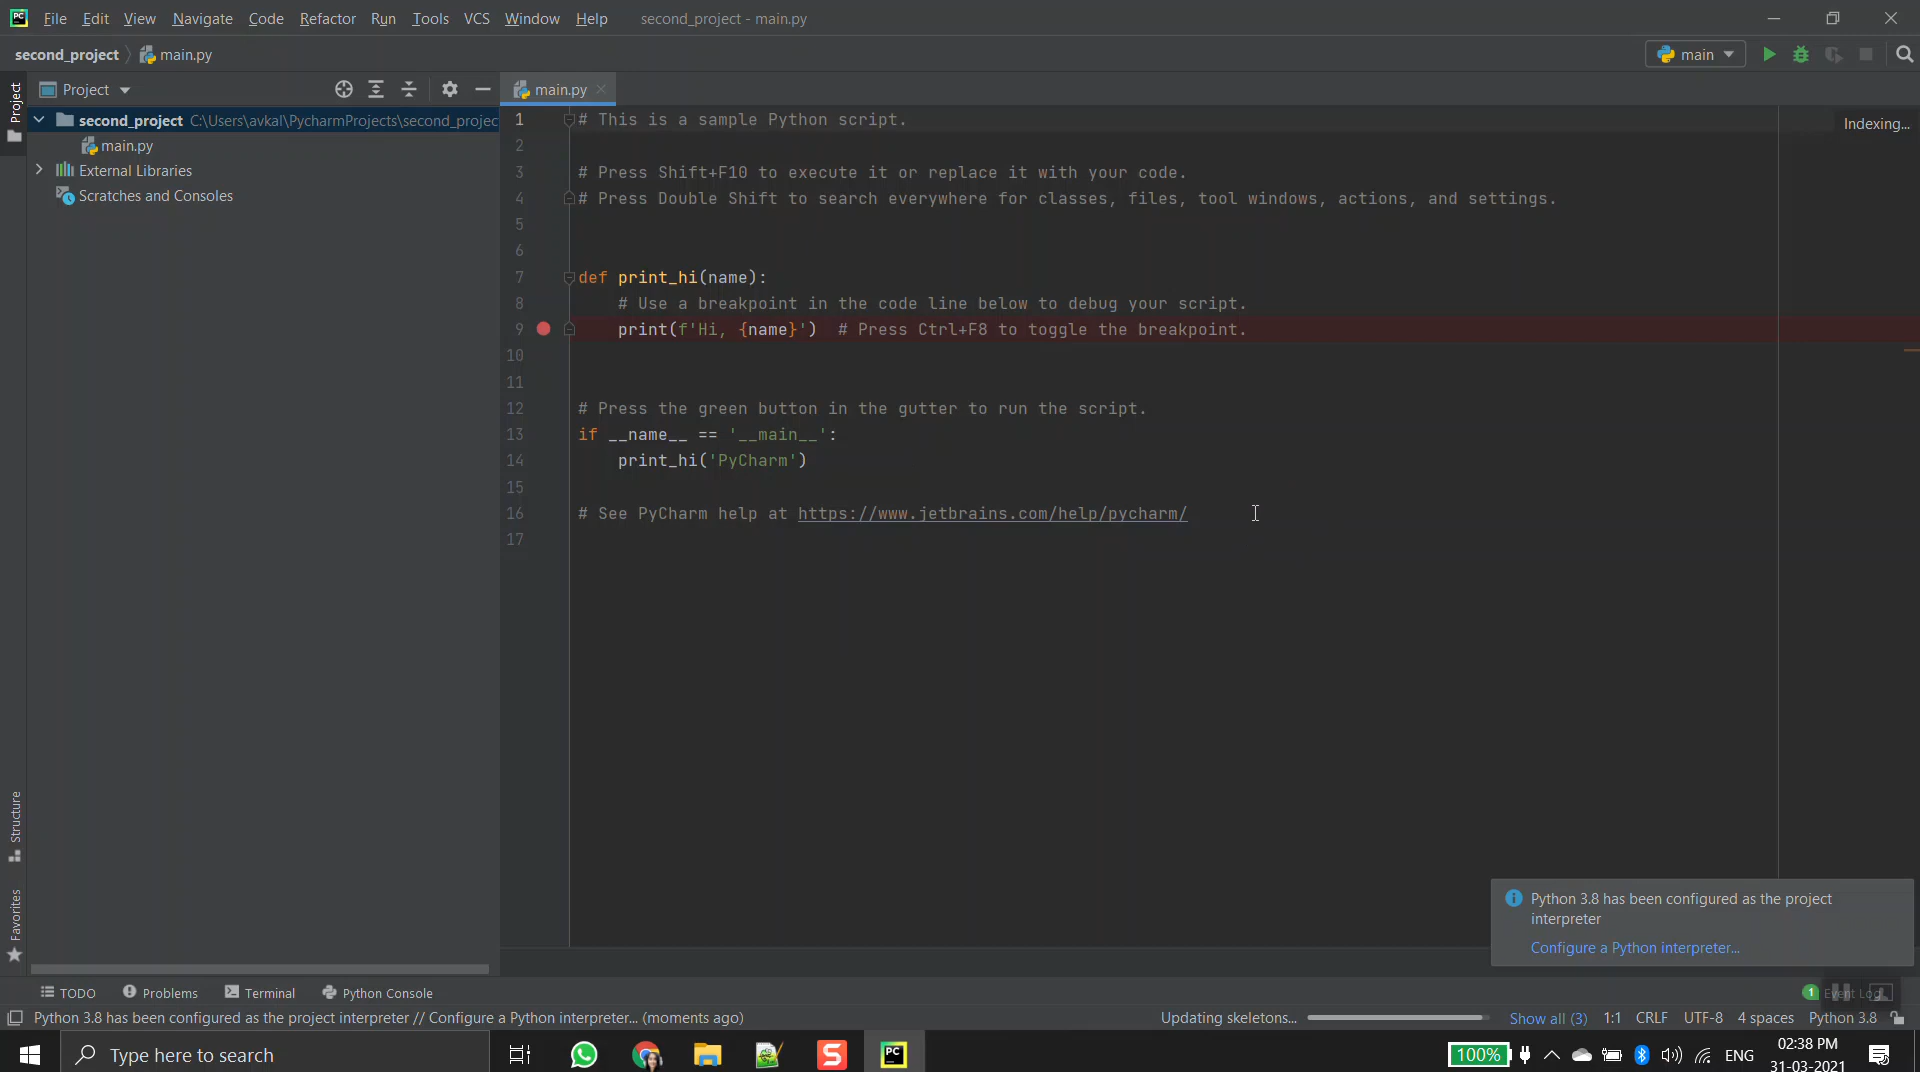 PC File Edit View Navigate Code Refactor Run Tools VCS Window Help second_project - main.py
second_project main.py main
Project main.py
second_project C:\Users\avkal\PycharmProjects\second_projec
main.py
External Libraries
Scratches and Consoles
Project
Structure
Favorites
1 # This is a sample Python script.
2
3 # Press Shift+F10 to execute it or replace it with your code.
4 # Press Double Shift to search everywhere for classes, files, tool windows, actions, and settings.
5
6
7 def print_hi(name):
8 # Use a breakpoint in the code line below to debug your script.
9 print(f'Hi, {name}')  # Press Ctrl+F8 to toggle the breakpoint.
10
11
12 # Press the green button in the gutter to run the script.
13 if __name__ == '__main__':
14 print_hi('PyCharm')
15
16 # See PyCharm help at https://www.jetbrains.com/help/pycharm/
17
Indexing...
Python 3.8 has been configured as the project
interpreter
Configure a Python interpreter...
TODO Problems Terminal Python Console 1 Event Log
Python 3.8 has been configured as the project interpreter // Configure a Python interpreter... (moments ago) Updating skeletons... Show all (3) 1:1 CRLF UTF-8 4 spaces Python 3.8
Type here to search S PC 100% ENG 02:38 PM
31-03-2021